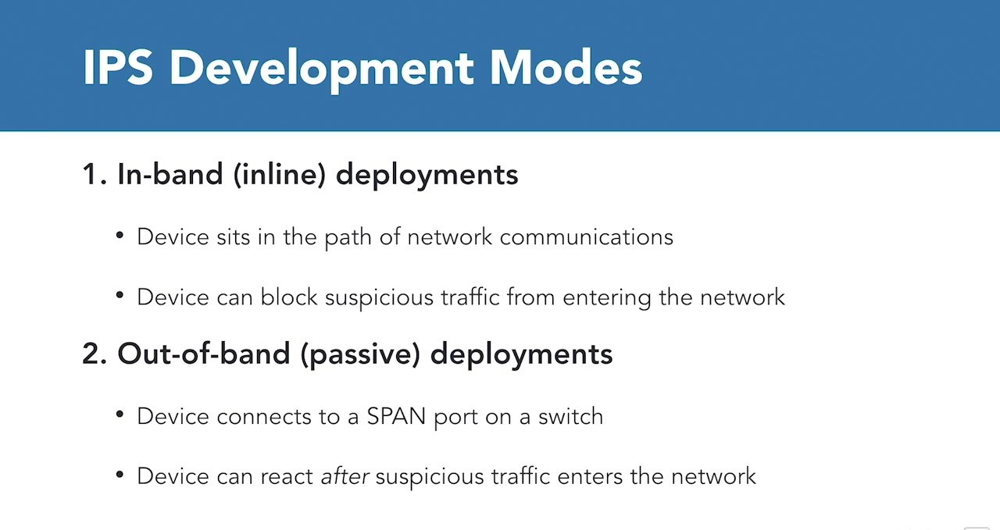 IPS Development Modes
1. In-band (inline) deployments
• Device sits in the path of network communications
• Device can block suspicious traffic from entering the network
2. Out-of-band (passive) deployments
• Device connects to a SPAN port on a switch
• Device can react after suspicious traffic enters the network